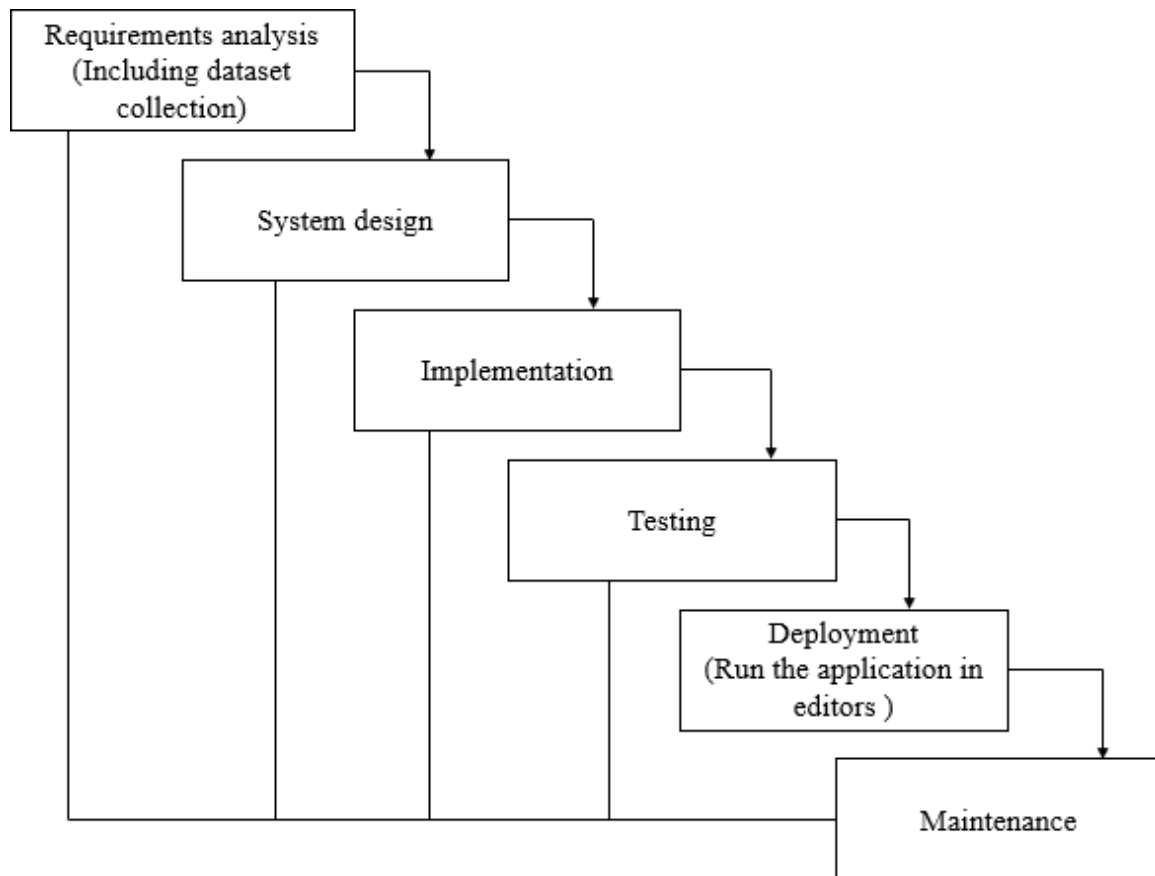 Requirements analysis
(Including dataset
collection)
System design
Implementation
Testing
Deployment
(Run the application in
editors )
Maintenance